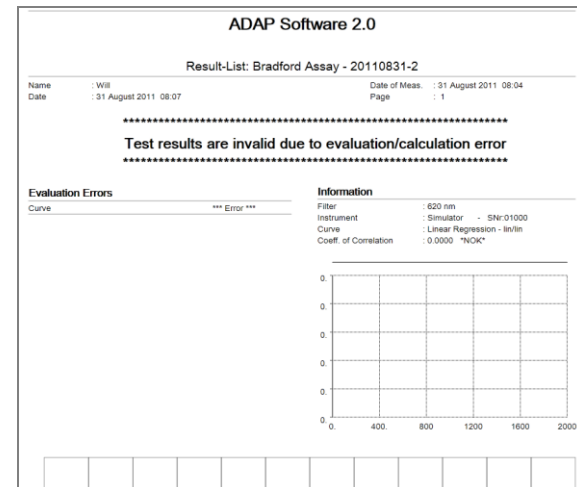 ADAP Software 2.0
Result-List: Bradford Assay - 20110831-2
Name : Will Date of Meas. : 31 August 2011 08:04
Date : 31 August 2011 08:07 Page : 1
*****************************************************************
Test results are invalid due to evaluation/calculation error
*****************************************************************
Evaluation Errors
Curve *** Error ***
Information
Filter : 620 nm
Instrument : Simulator - SNr:01000
Curve : Linear Regression - lin/lin
Coeff. of Correlation : 0.0000 *NOK*
0.
0.
0.
0.
0.
0.
0. 400. 800 1200 1600 2000